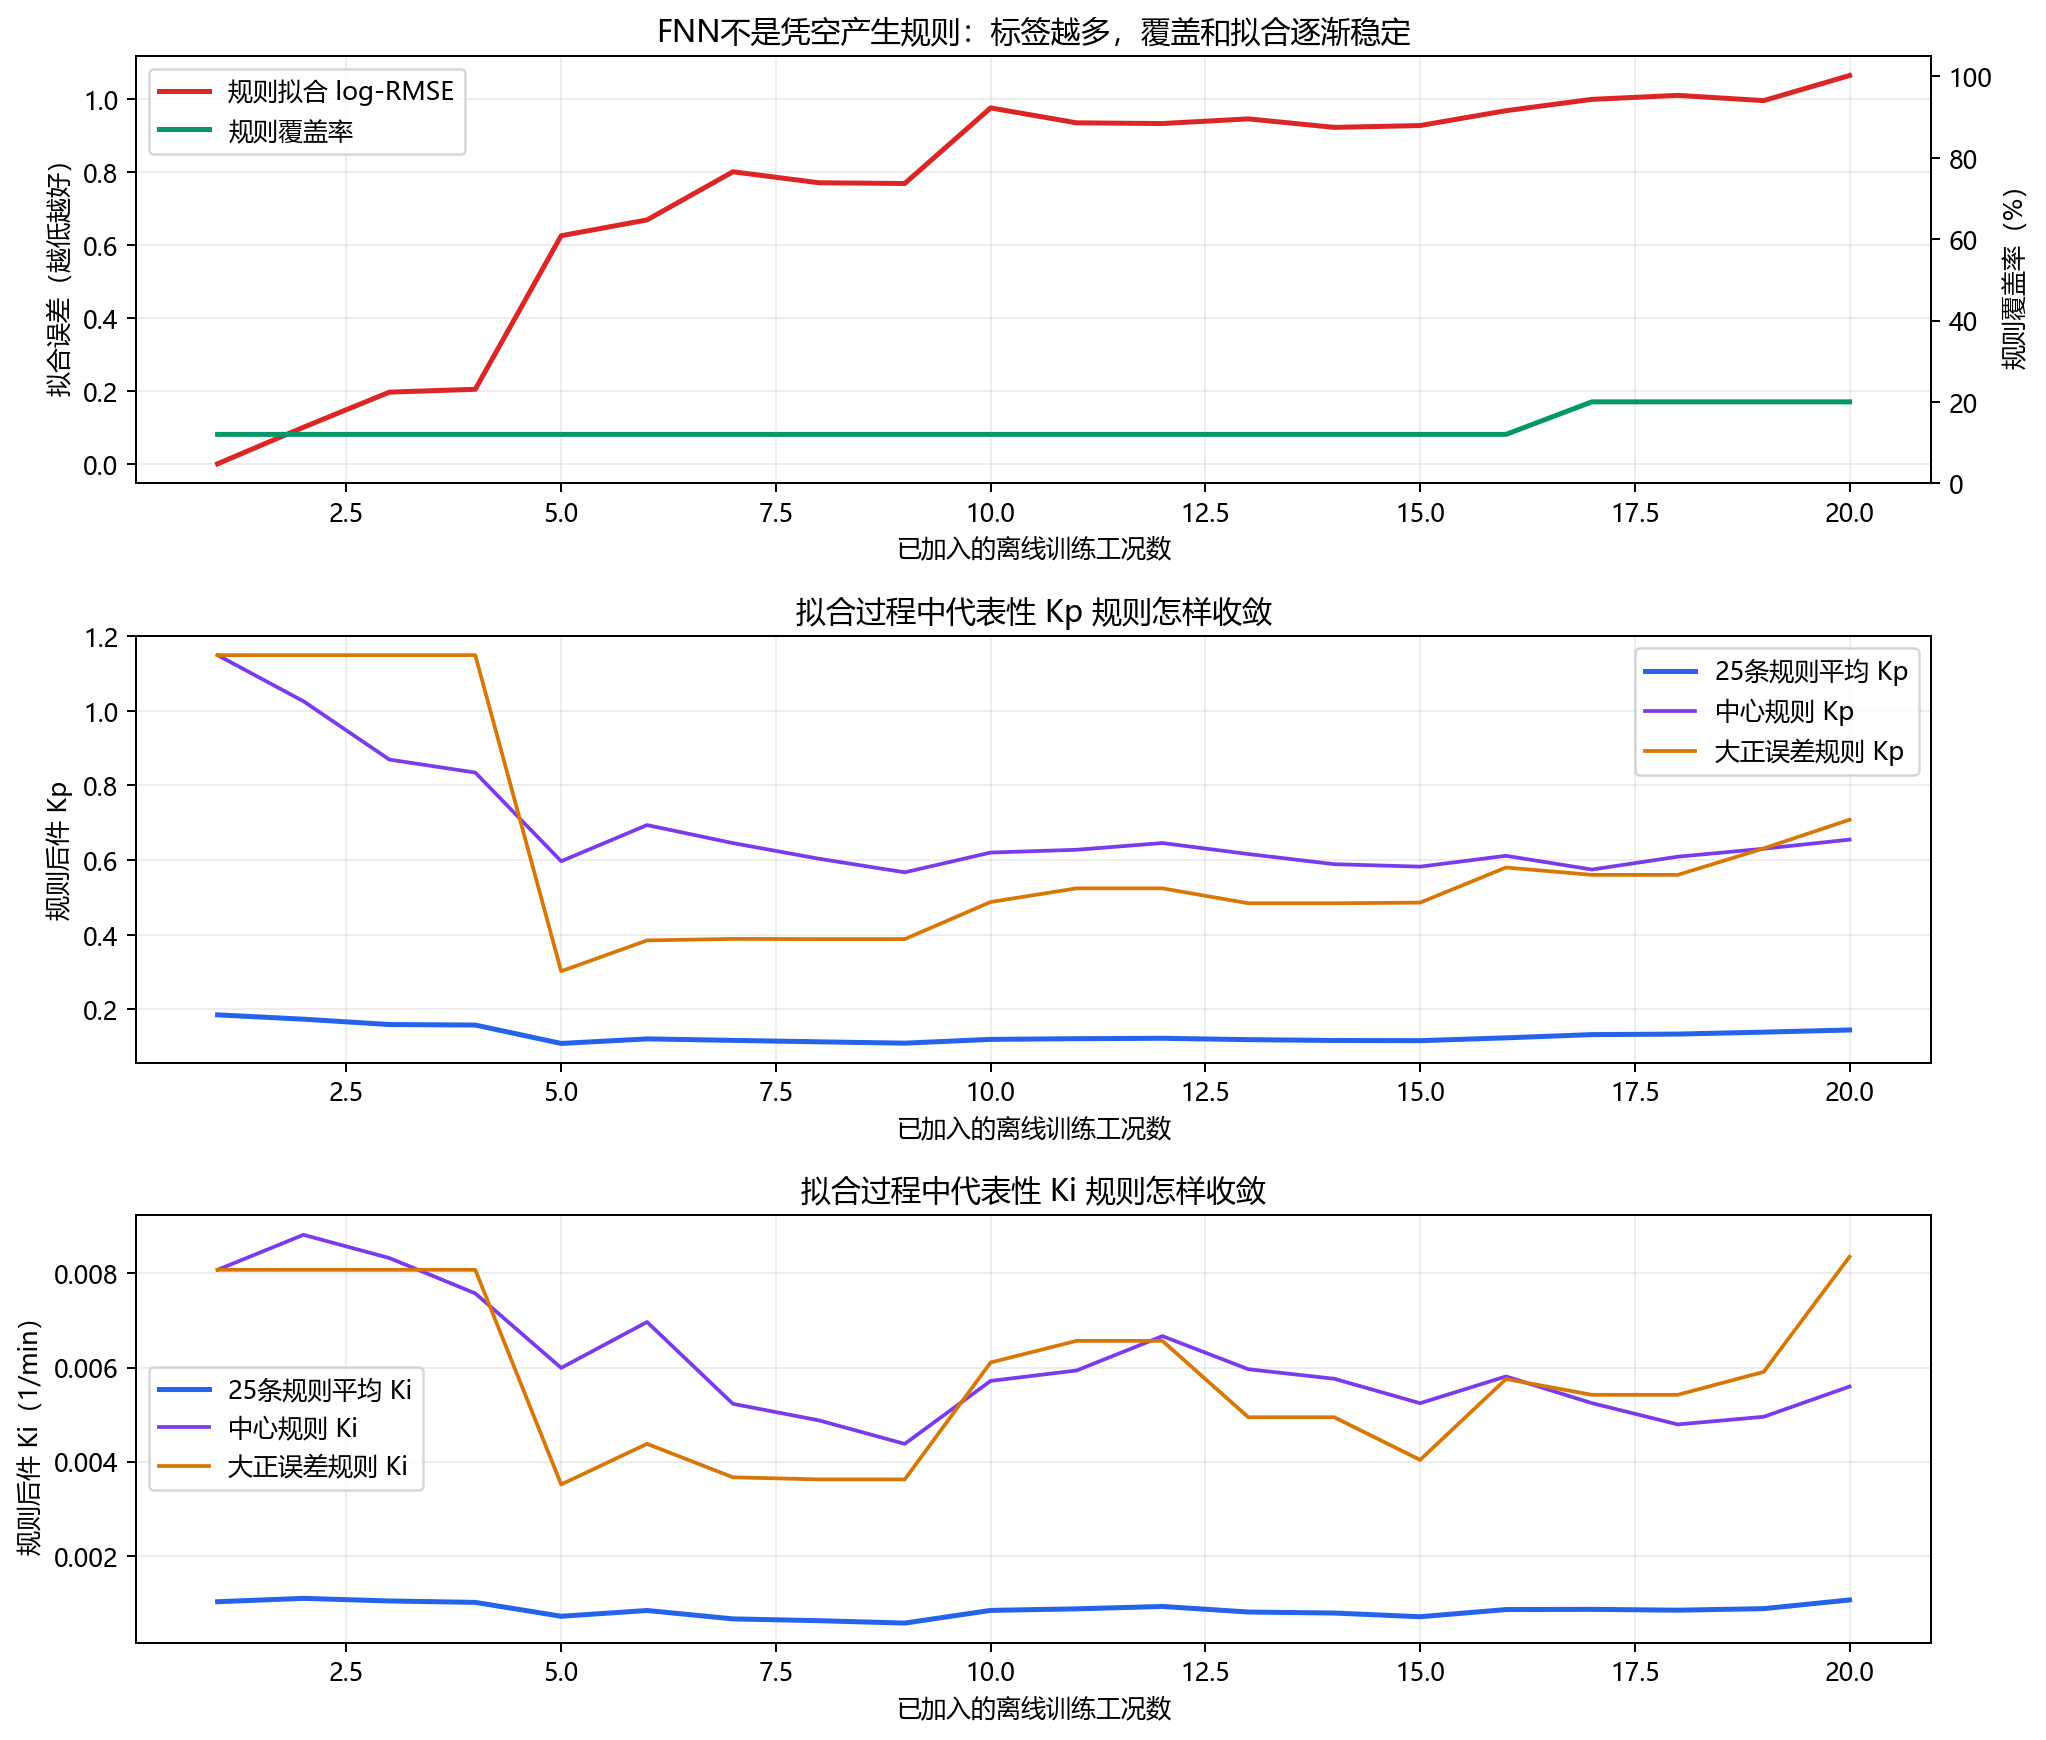 FNN不是凭空产生规则：标签越多，覆盖和拟合逐渐稳定
规则拟合 log-RMSE
规则覆盖率
拟合误差（越低越好）
1.0
0.8
0.6
0.4
0.2
0.0
100
80
60
40
20
0
规则覆盖率（%）
2.5 5.0 7.5 10.0 12.5 15.0 17.5 20.0
已加入的离线训练工况数
拟合过程中代表性 Kp 规则怎样收敛
25条规则平均 Kp
中心规则 Kp
大正误差规则 Kp
规则后件 Kp
1.2
1.0
0.8
0.6
0.4
0.2
2.5 5.0 7.5 10.0 12.5 15.0 17.5 20.0
已加入的离线训练工况数
拟合过程中代表性 Ki 规则怎样收敛
25条规则平均 Ki
中心规则 Ki
大正误差规则 Ki
规则后件 Ki（1/min）
0.008
0.006
0.004
0.002
2.5 5.0 7.5 10.0 12.5 15.0 17.5 20.0
已加入的离线训练工况数